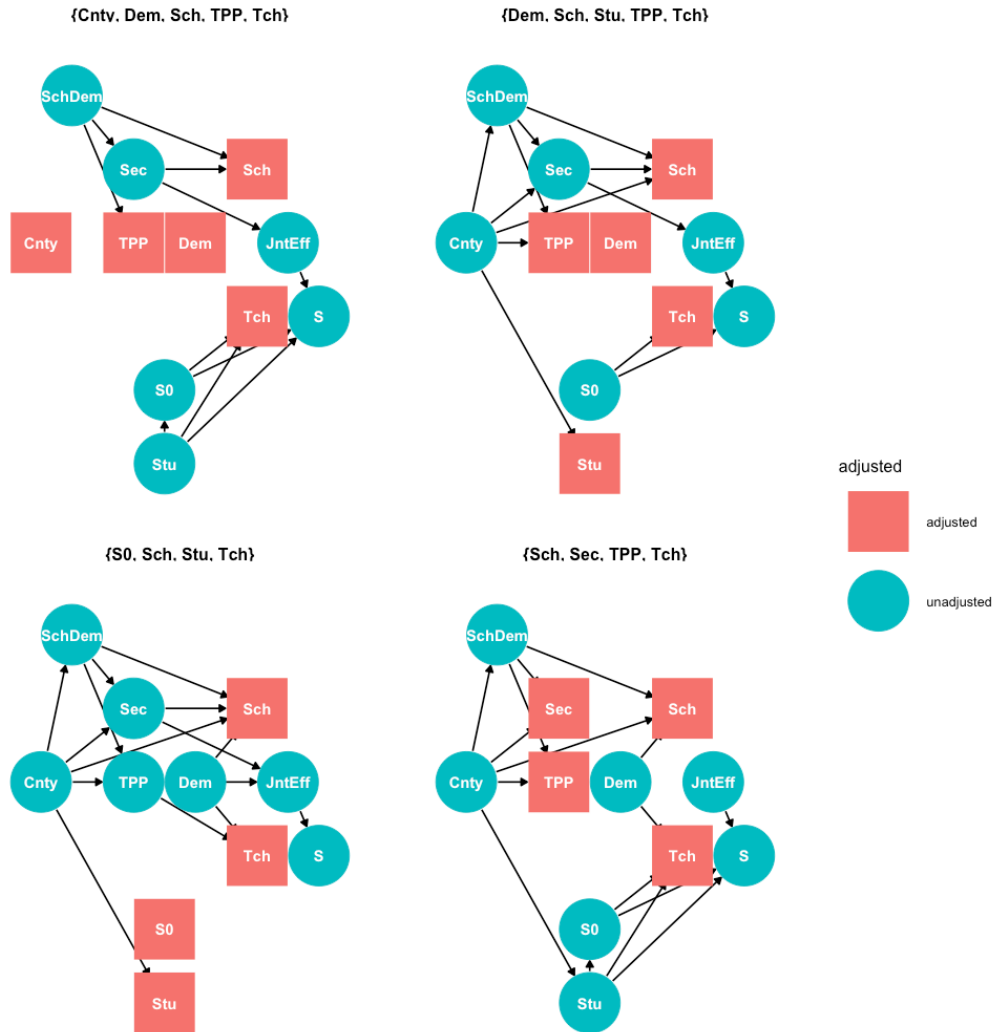 {Cnty, Dem, Sch, TPP, Tch}
SchDem
Sec
Sch
Cnty
TPP
Dem
JntEff
Tch
S
S0
Stu
{Dem, Sch, Stu, TPP, Tch}
SchDem
Sec
Sch
Cnty
TPP
Dem
JntEff
Tch
S
S0
Stu
{S0, Sch, Stu, Tch}
SchDem
Sec
Sch
Cnty
TPP
Dem
JntEff
Tch
S
S0
Stu
{Sch, Sec, TPP, Tch}
SchDem
Sec
Sch
Cnty
TPP
Dem
JntEff
Tch
S
S0
Stu
adjusted
adjusted
unadjusted